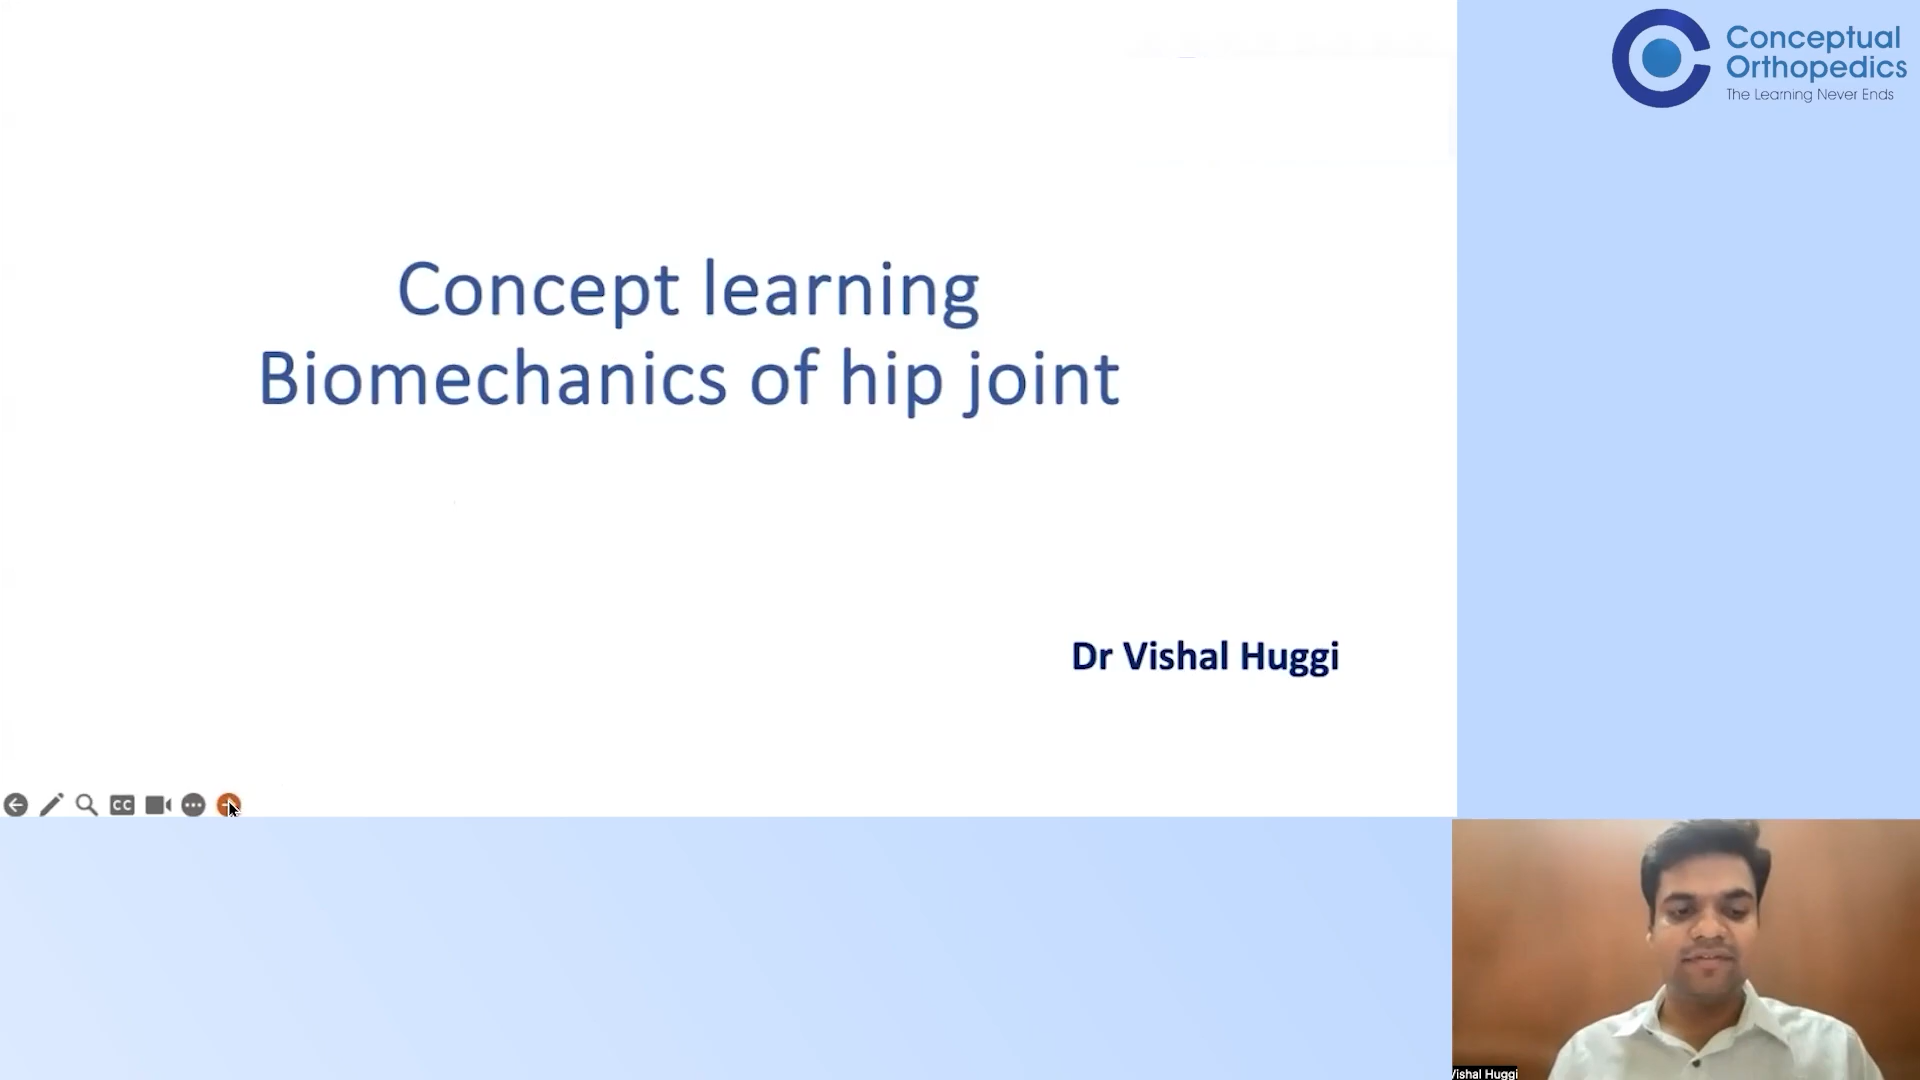 Conceptual
Orthopedics
The Learning Never Ends
Concept learning
Biomechanics of hip joint
Dr Vishal Huggi
CC
Vishal Huggi